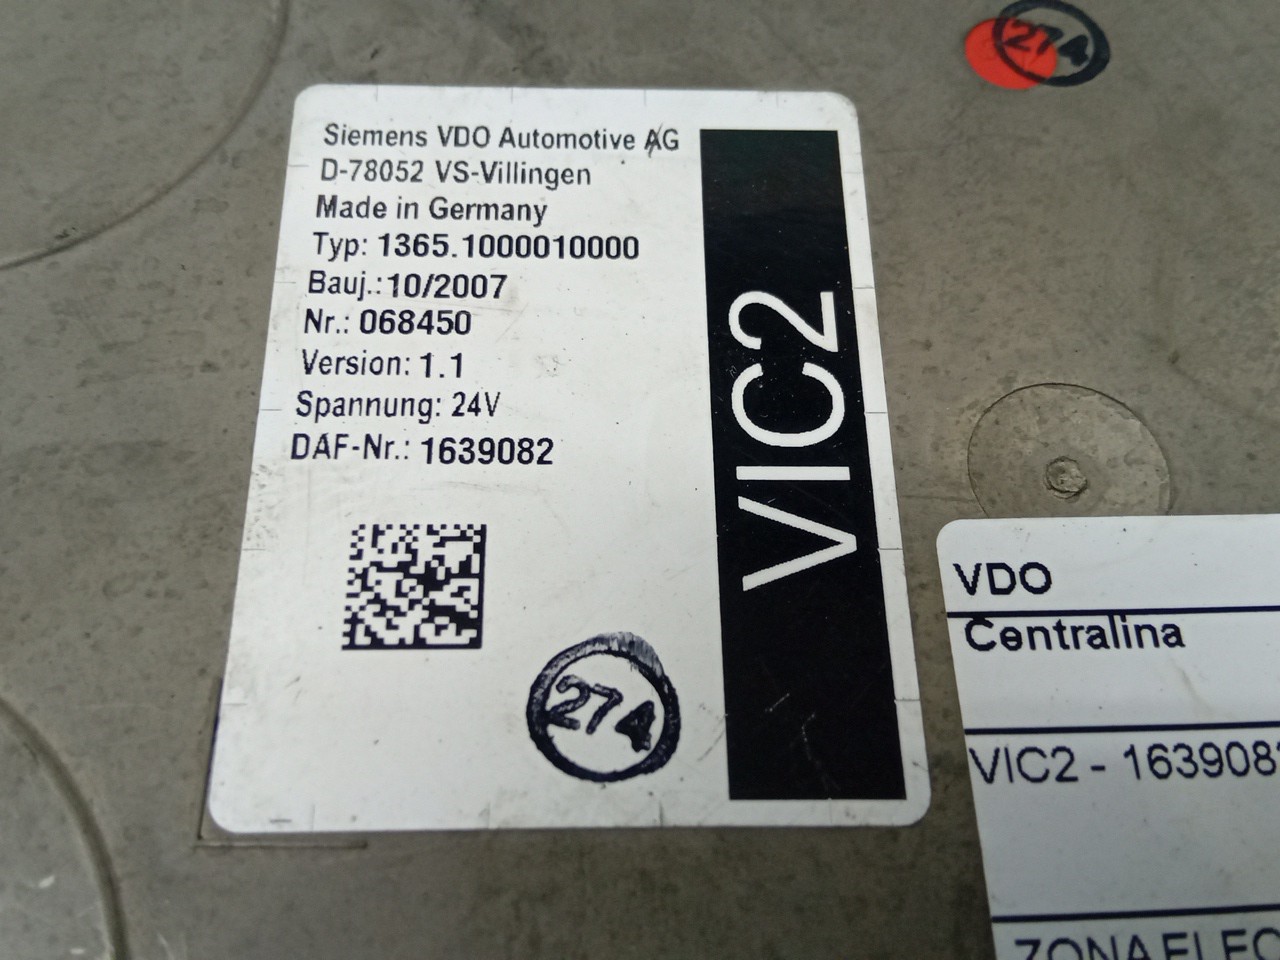 274
Siemens VDO Automotive AG
D-78052 VS-Villingen
Made in Germany
Typ: 1365.1000010000
Bauj.: 10/2007
Nr.: 068450
Version: 1.1
Spannung: 24V
DAF-Nr.: 1639082
VIC2
274
VDO
Centralina
VIC2 - 163908